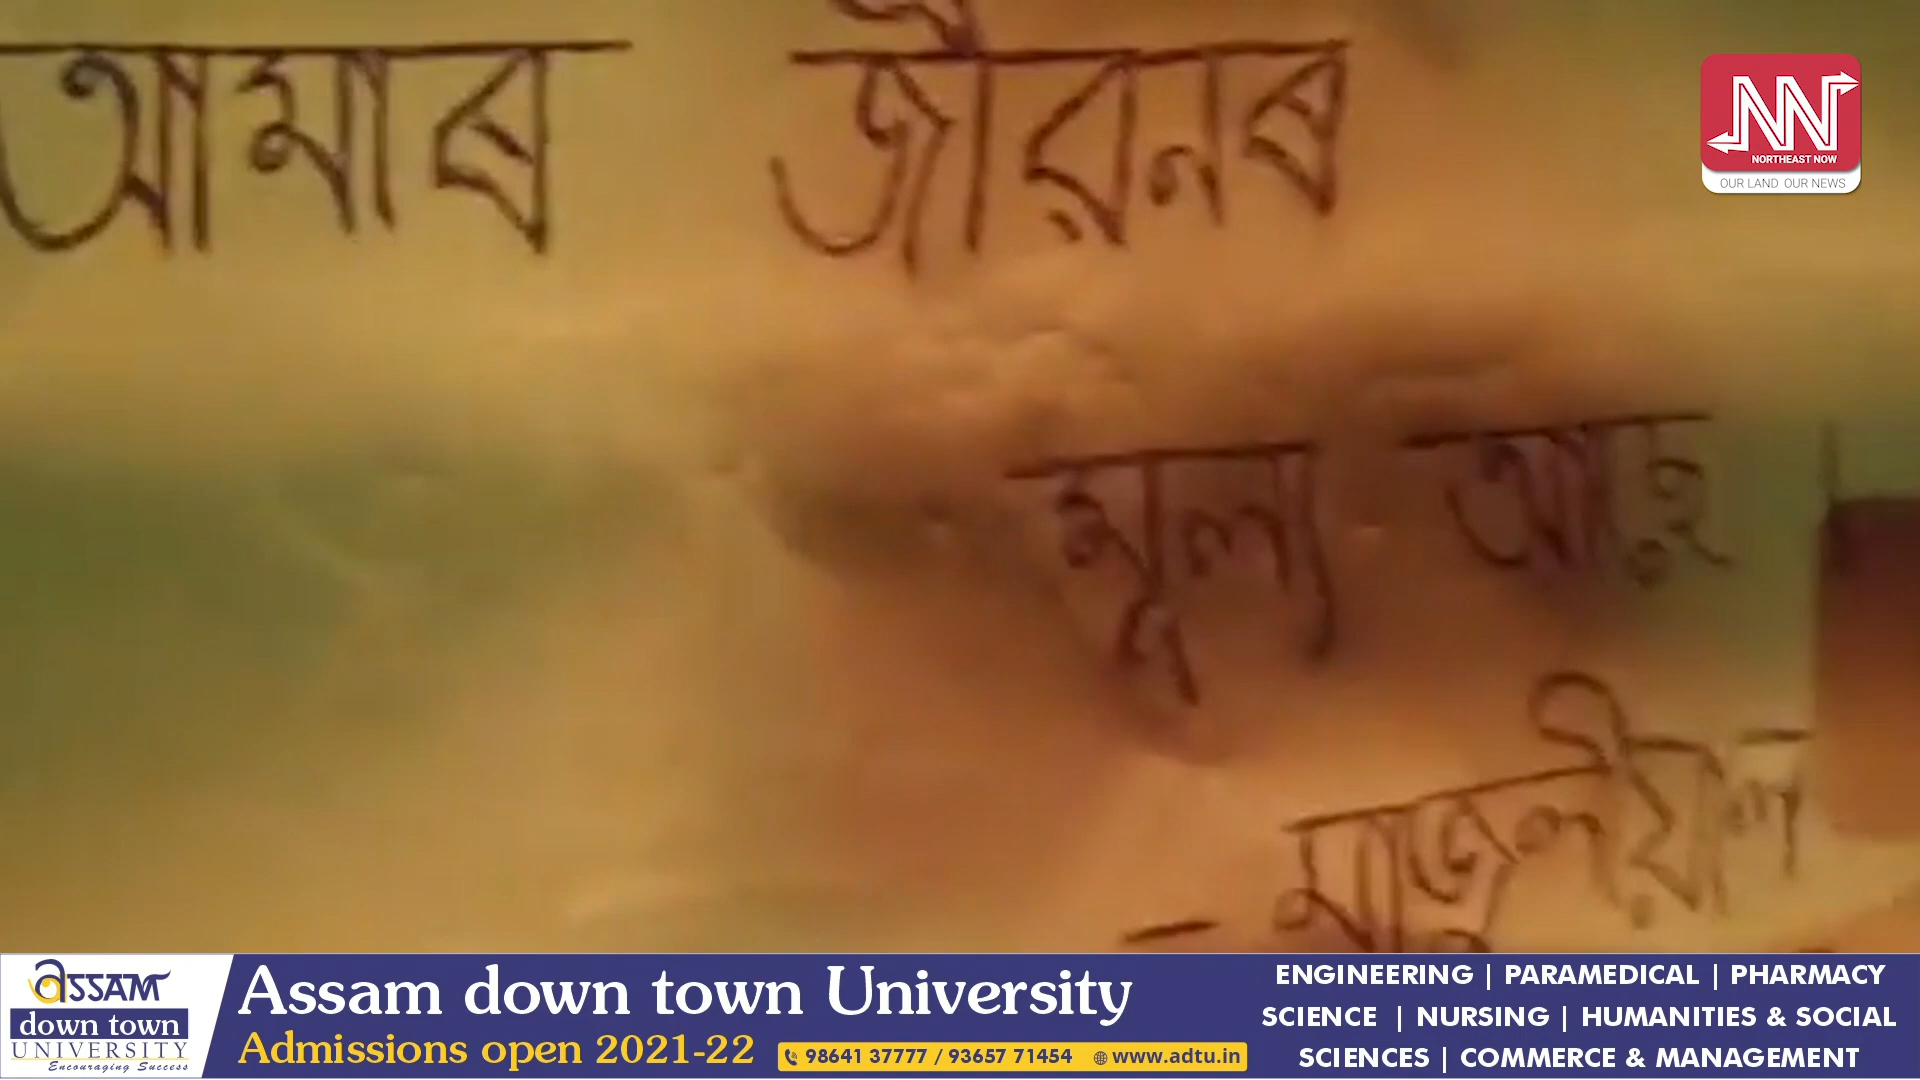 আমাৰ জীৱনৰ
মূল্য আছে
মাজুলীয়াল
NN
NORTHEAST NOW
OUR LAND OUR NEWS
অssam
down town
UNIVERSITY
Encouraging Success
Assam down town University
Admissions open 2021-22
98641 37777 / 93657 71454 www.adtu.in
ENGINEERING | PARAMEDICAL | PHARMACY
SCIENCE | NURSING | HUMANITIES & SOCIAL
SCIENCES | COMMERCE & MANAGEMENT